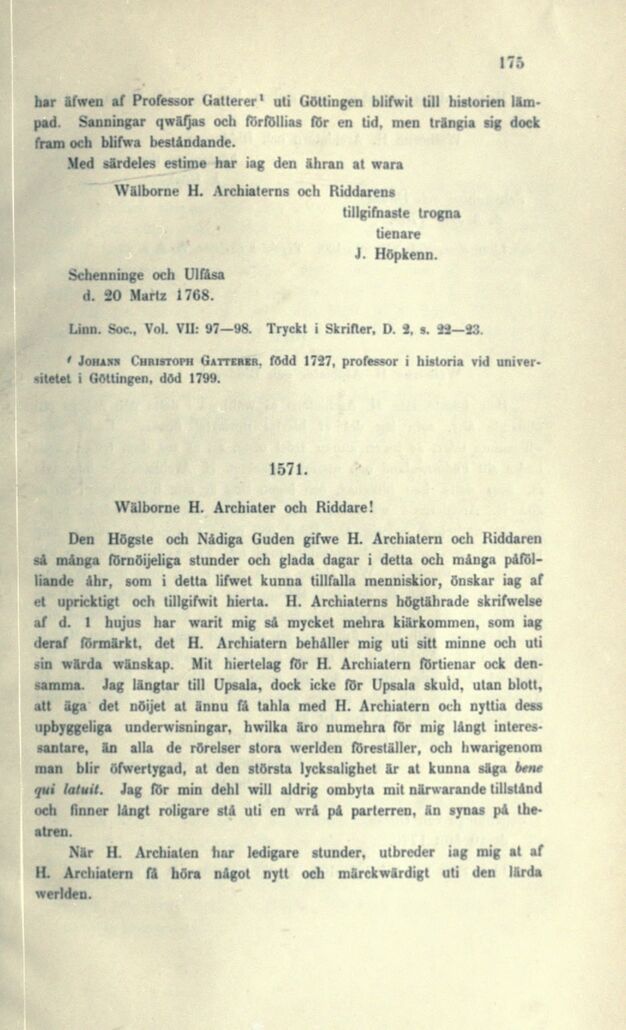 175
har äfwen af Professor Gatterer¹ uti Göttingen blifwit till historien läm-
pad. Sanningar qwäfjas och förföllias för en tid, men trängia sig dock
fram och blifwa beståndande.
Med särdeles estime har iag den ähran at wara
Wälborne H. Archiaterns och Riddarens
tillgifnaste trogna
tienare
J. Höpkenn.
Schenninge och Ulfåsa
d. 20 Martz 1768.
Linn. Soc., Vol. VII: 97—98. Tryckt i Skrifter, D. 2, s. 22—23.
¹ Johann Christoph Gatterer, född 1727, professor i historia vid univer-
sitetet i Göttingen, död 1799.
1571.
Wälborne H. Archiater och Riddare!
Den Högste och Nådiga Guden gifwe H. Archiatern och Riddaren
så många förnöijeliga stunder och glada dagar i detta och många påföl-
liande åhr, som i detta lifwet kunna tillfalla menniskior, önskar iag af
et upricktigt och tillgifwit hierta. H. Archiaterns högtährade skrifwelse
af d. 1 hujus har warit mig så mycket mehra kiärkommen, som iag
deraf förmärkt, det H. Archiatern behåller mig uti sitt minne och uti
sin wärda wänskap. Mit hiertelag för H. Archiatern förtienar ock den-
samma. Jag längtar till Upsala, dock icke för Upsala skuld, utan blott,
att äga det nöijet at ännu få tahla med H. Archiatern och nyttia dess
upbyggeliga underwisningar, hwilka äro numehra för mig långt interes-
santare, än alla de rörelser stora werlden föreställer, och hwarigenom
man blir öfwertygad, at den största lycksalighet är at kunna säga bene
qui latuit. Jag för min dehl will aldrig ombyta mit närwarande tillstånd
och finner långt roligare stå uti en wrå på parterren, än synas på the-
atren.
När H. Archiaten har ledigare stunder, utbreder iag mig at af
H. Archiatern få höra något nytt och märckwärdigt uti den lärda
werlden.